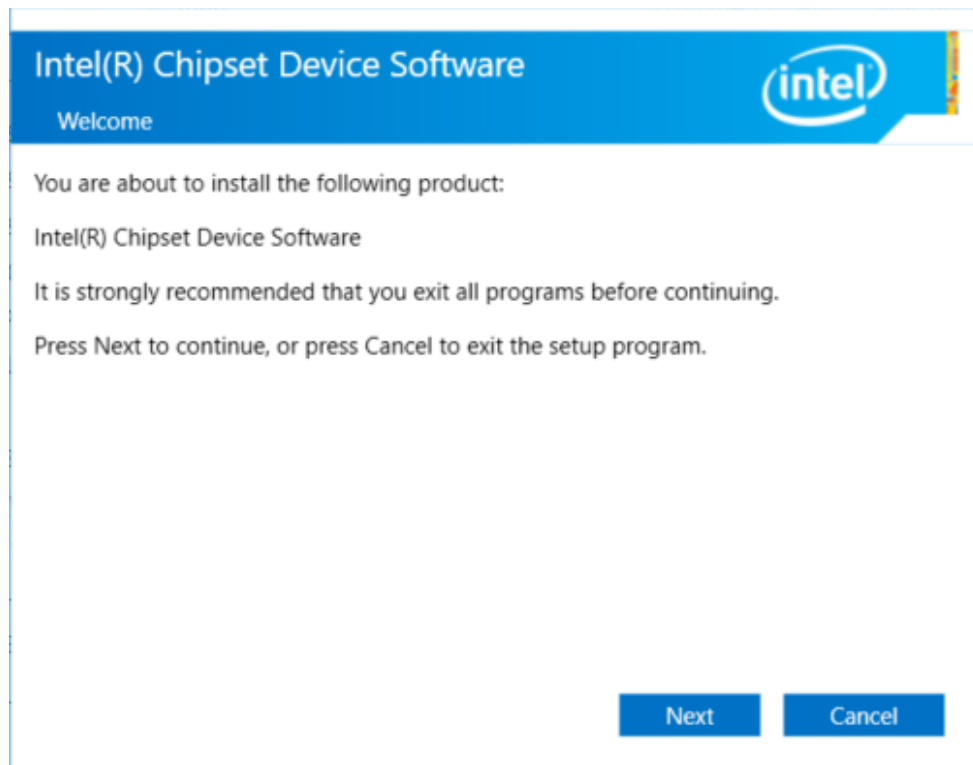 Intel(R) Chipset Device Software
intel
Welcome
You are about to install the following product:
Intel(R) Chipset Device Software
It is strongly recommended that you exit all programs before continuing.
Press Next to continue, or press Cancel to exit the setup program.
Next
Cancel